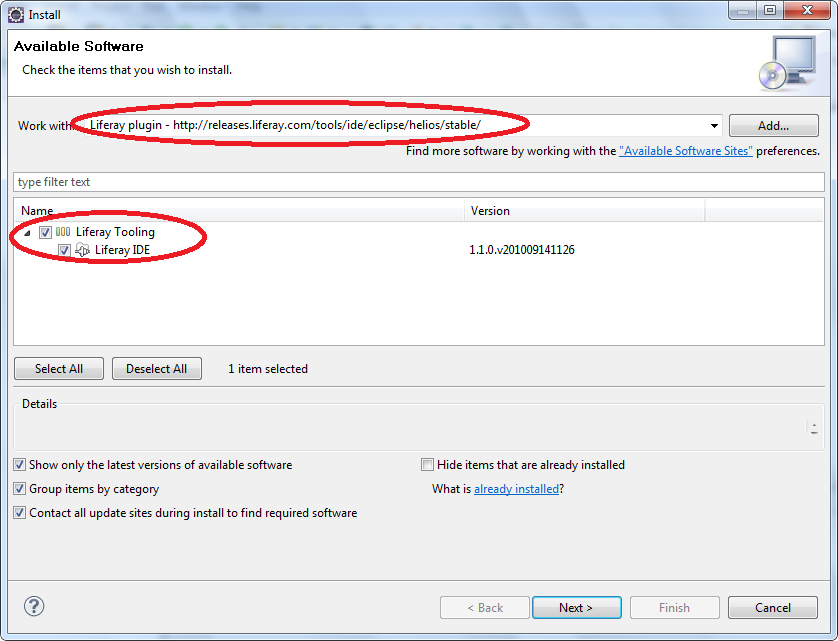 Install
Available Software
Check the items that you wish to install.
Work with: Liferay plugin - http://releases.liferay.com/tools/ide/eclipse/helios/stable/ Add...
Find more software by working with the "Available Software Sites" preferences.
type filter text
Name Version
Liferay Tooling
Liferay IDE 1.1.0.v201009141126
Select All Deselect All 1 item selected
Details
Show only the latest versions of available software Hide items that are already installed
Group items by category What is already installed?
Contact all update sites during install to find required software
? < Back Next > Finish Cancel